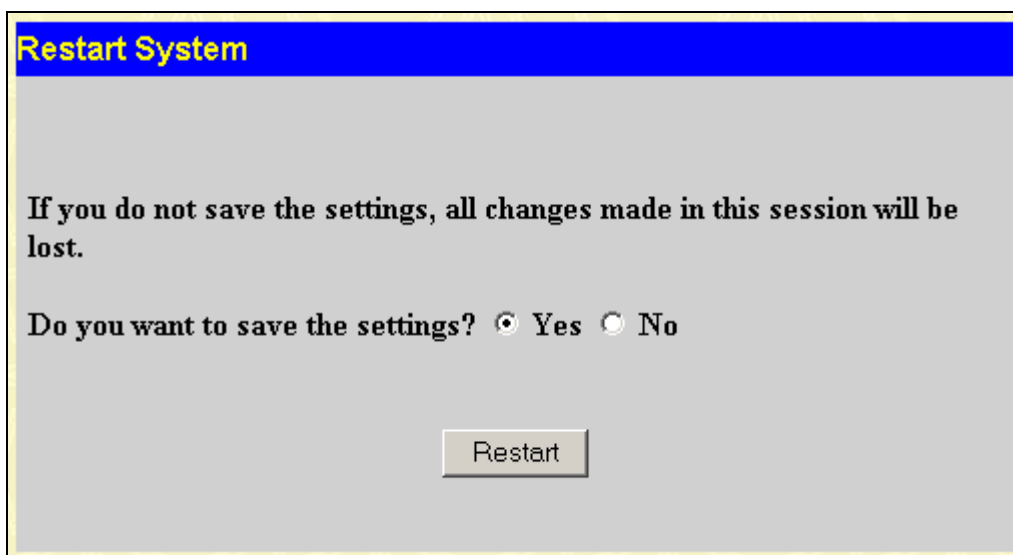 Restart System
If you do not save the settings, all changes made in this session will be
lost.
Do you want to save the settings? Yes No
Restart